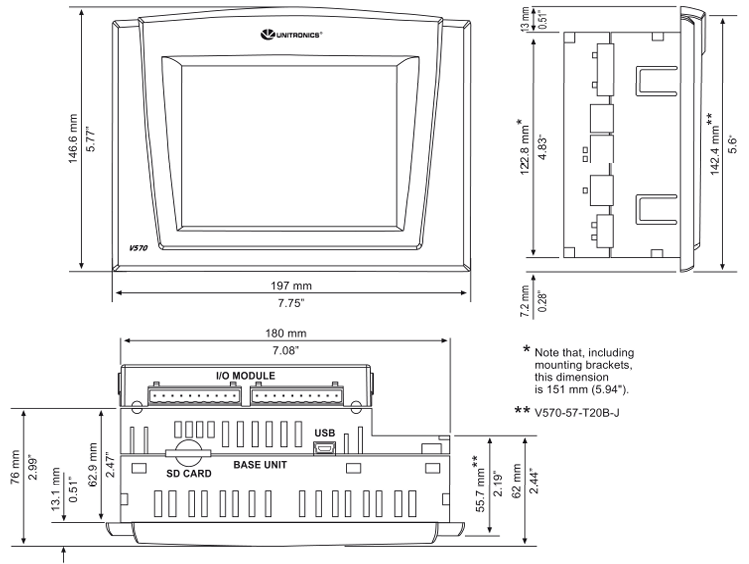 UNITRONICS®
146.6 mm
5.77"
V570
197 mm
7.75"
13 mm
0.51"
122.8 mm*
4.83"
142.4 mm**
5.6"
7.2 mm
0.28"
180 mm
7.08"
I/O MODULE
USB
SD CARD
BASE UNIT
76 mm
2.99"
13.1 mm
0.51"
62.9 mm
2.47"
55.7 mm**
2.19"
62 mm
2.44"
* Note that, including
mounting brackets,
this dimension
is 151 mm (5.94").
** V570-57-T20B-J